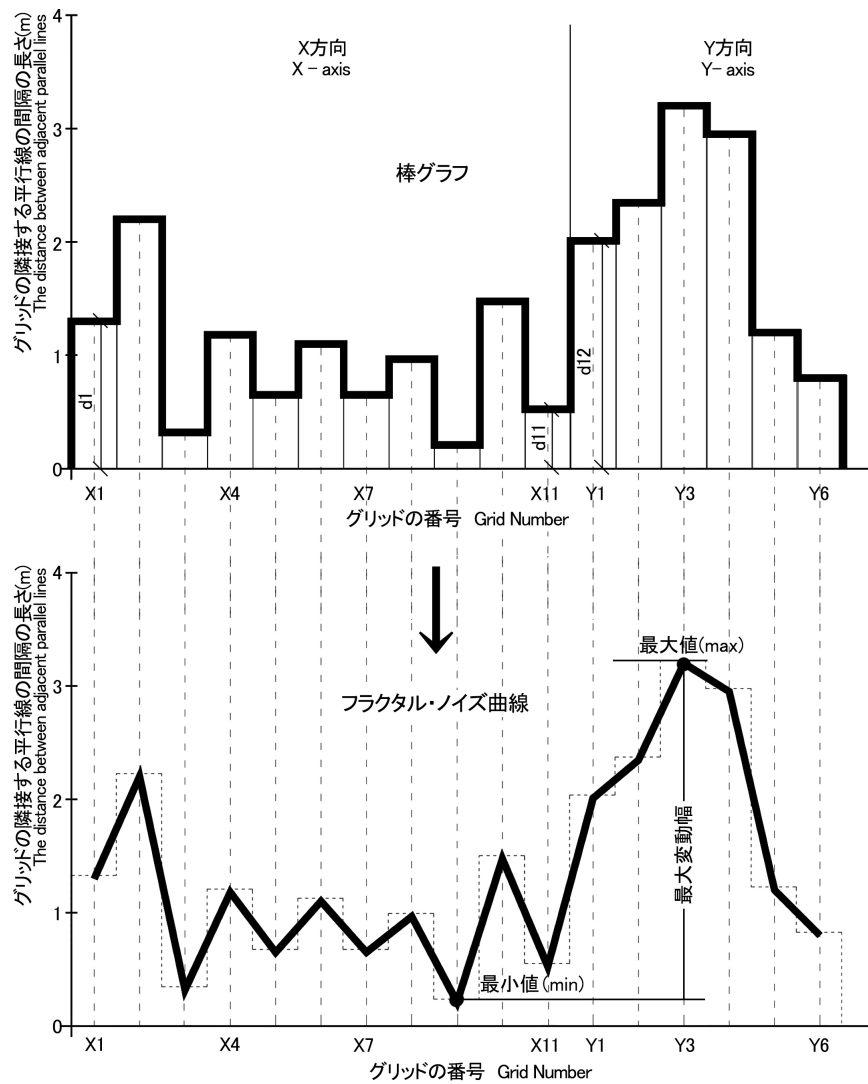 グリッドの隣接する平行線の間隔の長さ(m)
The distance between adjacent parallel lines
4
3
2
1
0
X方向
X - axis
Y方向
Y- axis
棒グラフ
d1
d11
d12
X1 X4 X7 X11 Y1 Y3 Y6
グリッドの番号 Grid Number
グリッドの隣接する平行線の間隔の長さ(m)
The distance between adjacent parallel lines
4
3
2
1
0
最大値(max)
フラクタル・ノイズ曲線
最大変動幅
最小値(min)
X1 X4 X7 X11 Y1 Y3 Y6
グリッドの番号 Grid Number